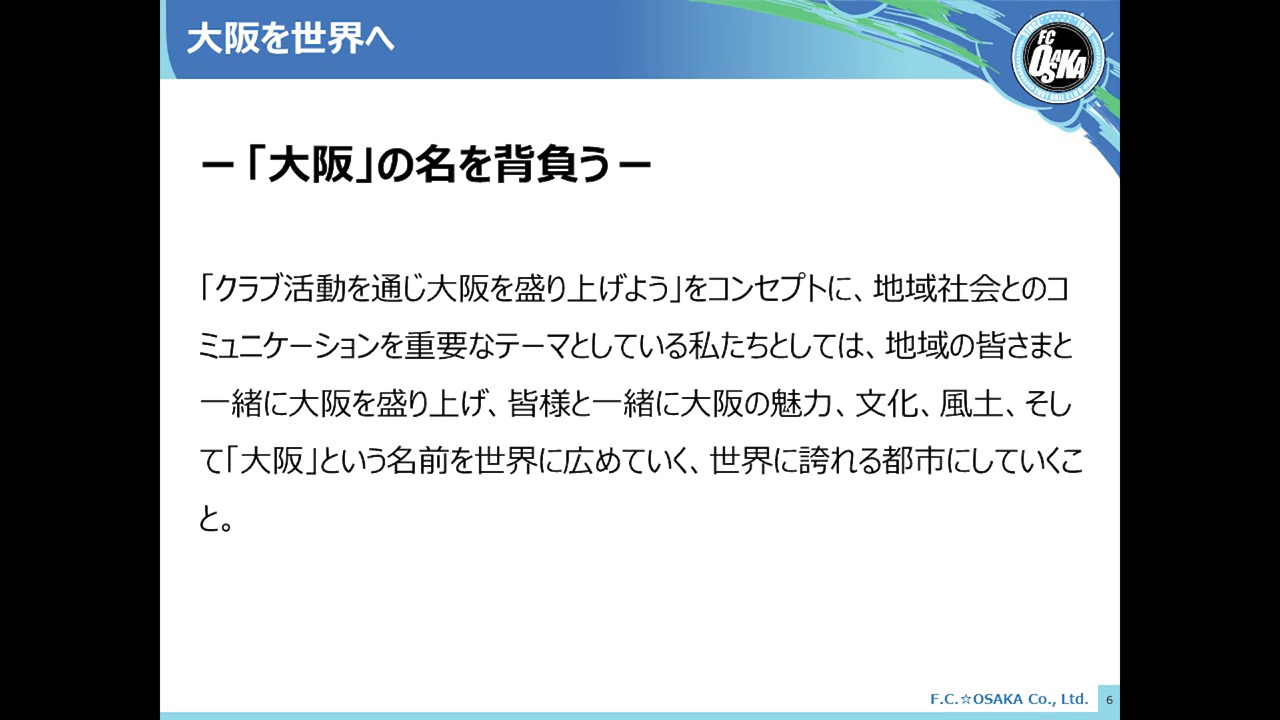 大阪を世界へ
FC
OSAKA
ー「大阪」の名を背負うー
「クラブ活動を通じ大阪を盛り上げよう」をコンセプトに、地域社会とのコ
ミュニケーションを重要なテーマとしている私たちとしては、地域の皆さまと
一緒に大阪を盛り上げ、皆様と一緒に大阪の魅力、文化、風土、そし
て「大阪」という名前を世界に広めていく、世界に誇れる都市にしていくこ
と。
F.C.☆OSAKA Co., Ltd.
6